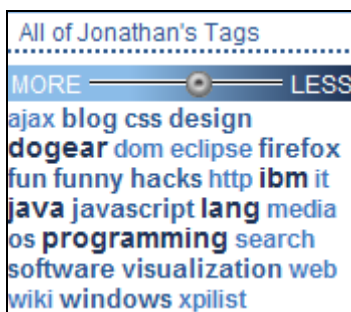 All of Jonathan's Tags
MORE LESS
ajax blog css design
dogear dom eclipse firefox
fun funny hacks http ibm it
java javascript lang media
os programming search
software visualization web
wiki windows xpilist